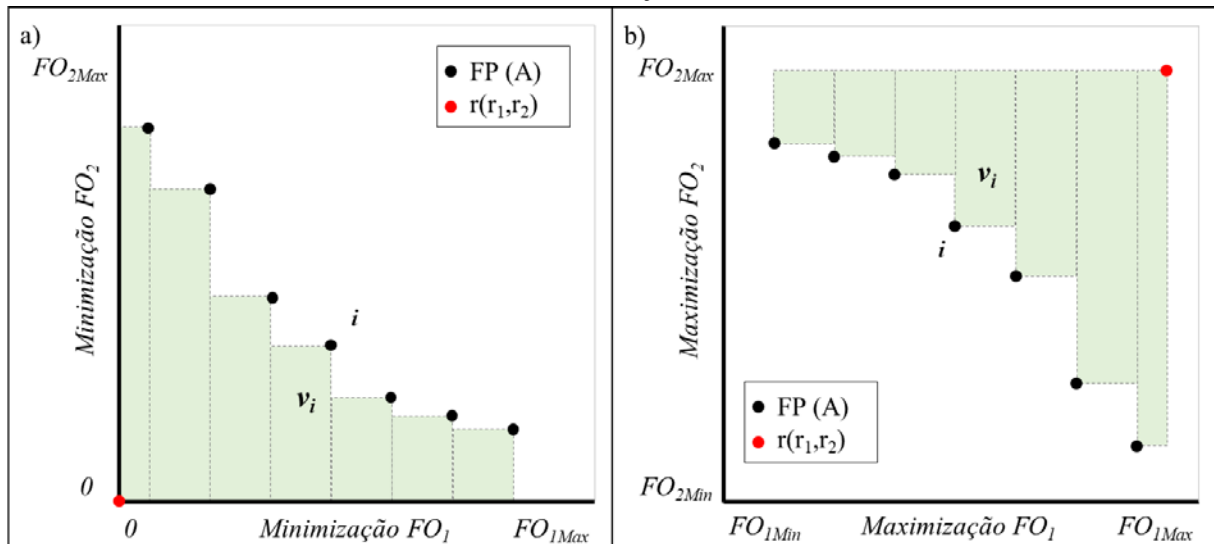 a)
FO2Max
FP (A)
r(r1,r2)
Minimização FO2
i
vi
0
0
Minimização FO1
FO1Max
b)
FO2Max
Maximização FO2
vi
i
FP (A)
r(r1,r2)
FO2Min
FO1Min
Maximização FO1
FO1Max